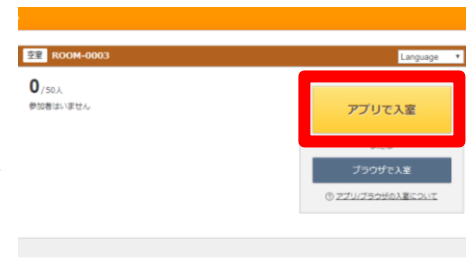 空室 ROOM-0003
Language
0/50人
参加者はいません
アプリで入室
ブラウザで入室
アプリ/ブラウザの入室について